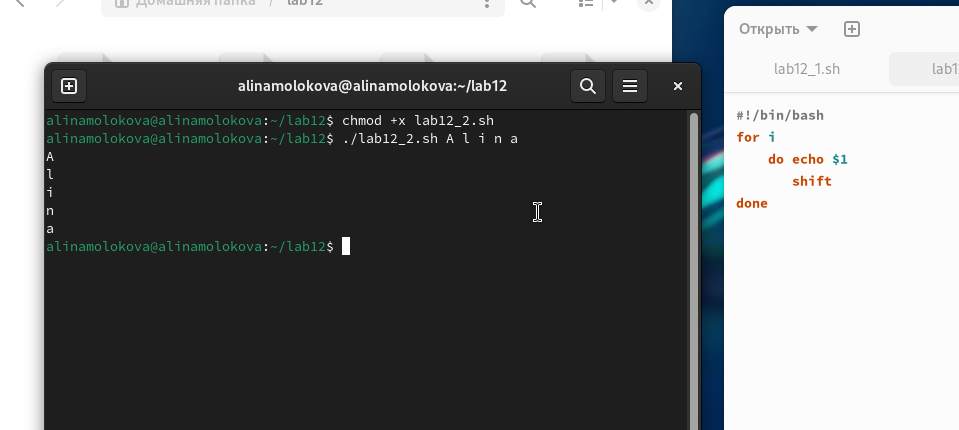 Домашняя папка / lab12
alinamolokova@alinamolokova:~/lab12
alinamolokova@alinamolokova:~/lab12$ chmod +x lab12_2.sh
alinamolokova@alinamolokova:~/lab12$ ./lab12_2.sh A l i n a
A
l
i
n
a
alinamolokova@alinamolokova:~/lab12$
Открыть
lab12_1.sh
#!/bin/bash
for i
do echo $1
shift
done